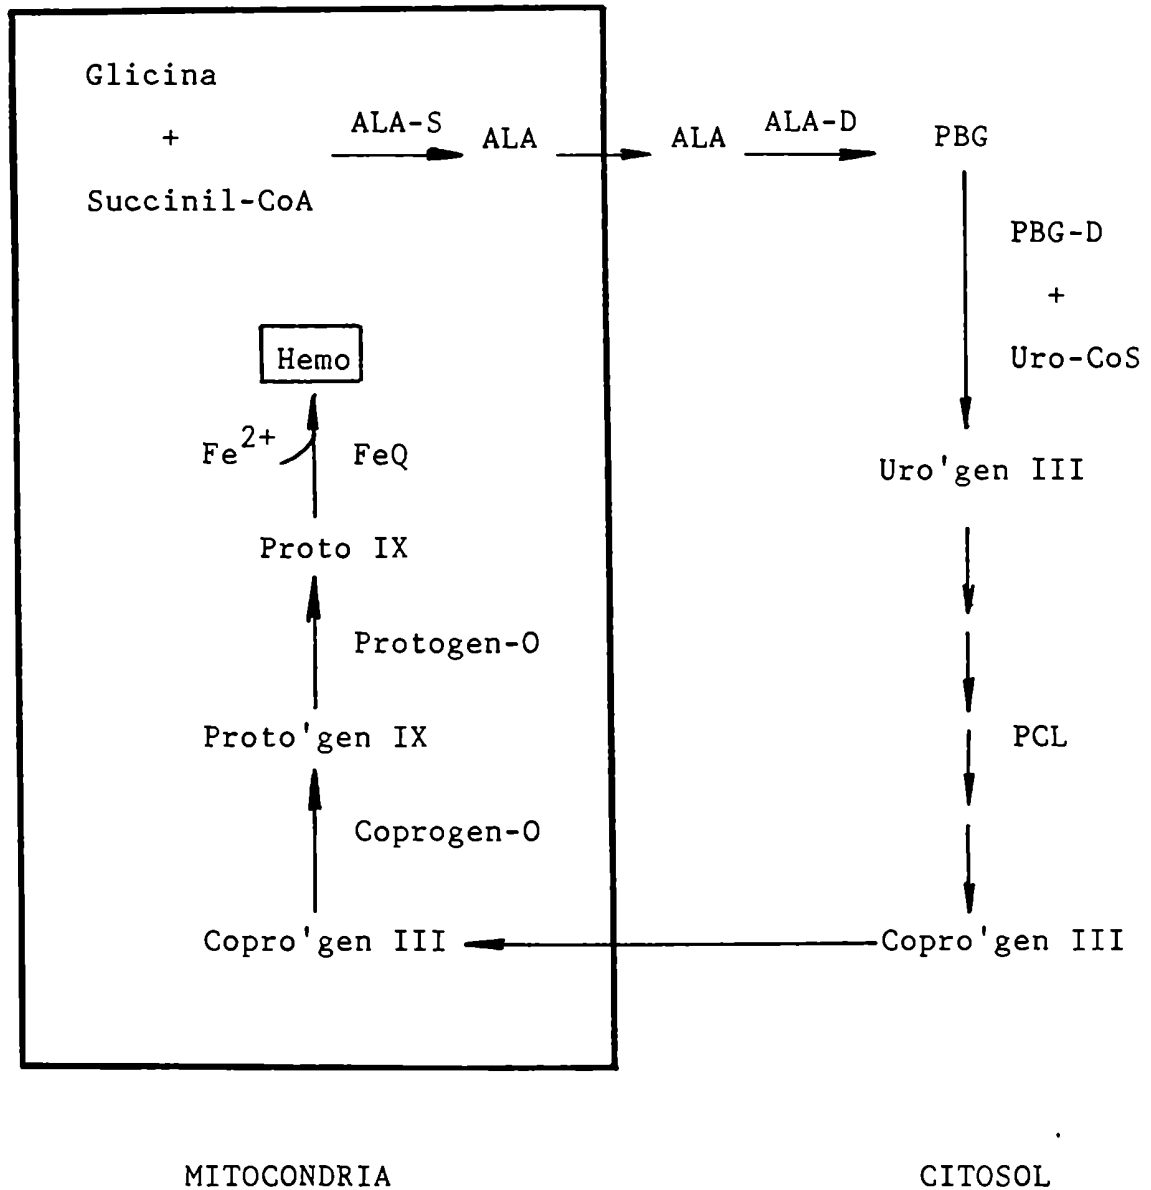 Glicina
+
Succinil-CoA
ALA-S
ALA
ALA
ALA-D
PBG
PBG-D
+
Uro-CoS
Uro'gen III
PCL
Copro'gen III
Copro'gen III
Coprogen-O
Proto'gen IX
Protogen-O
Proto IX
Fe2+
FeQ
Hemo
MITOCONDRIA
CITOSOL